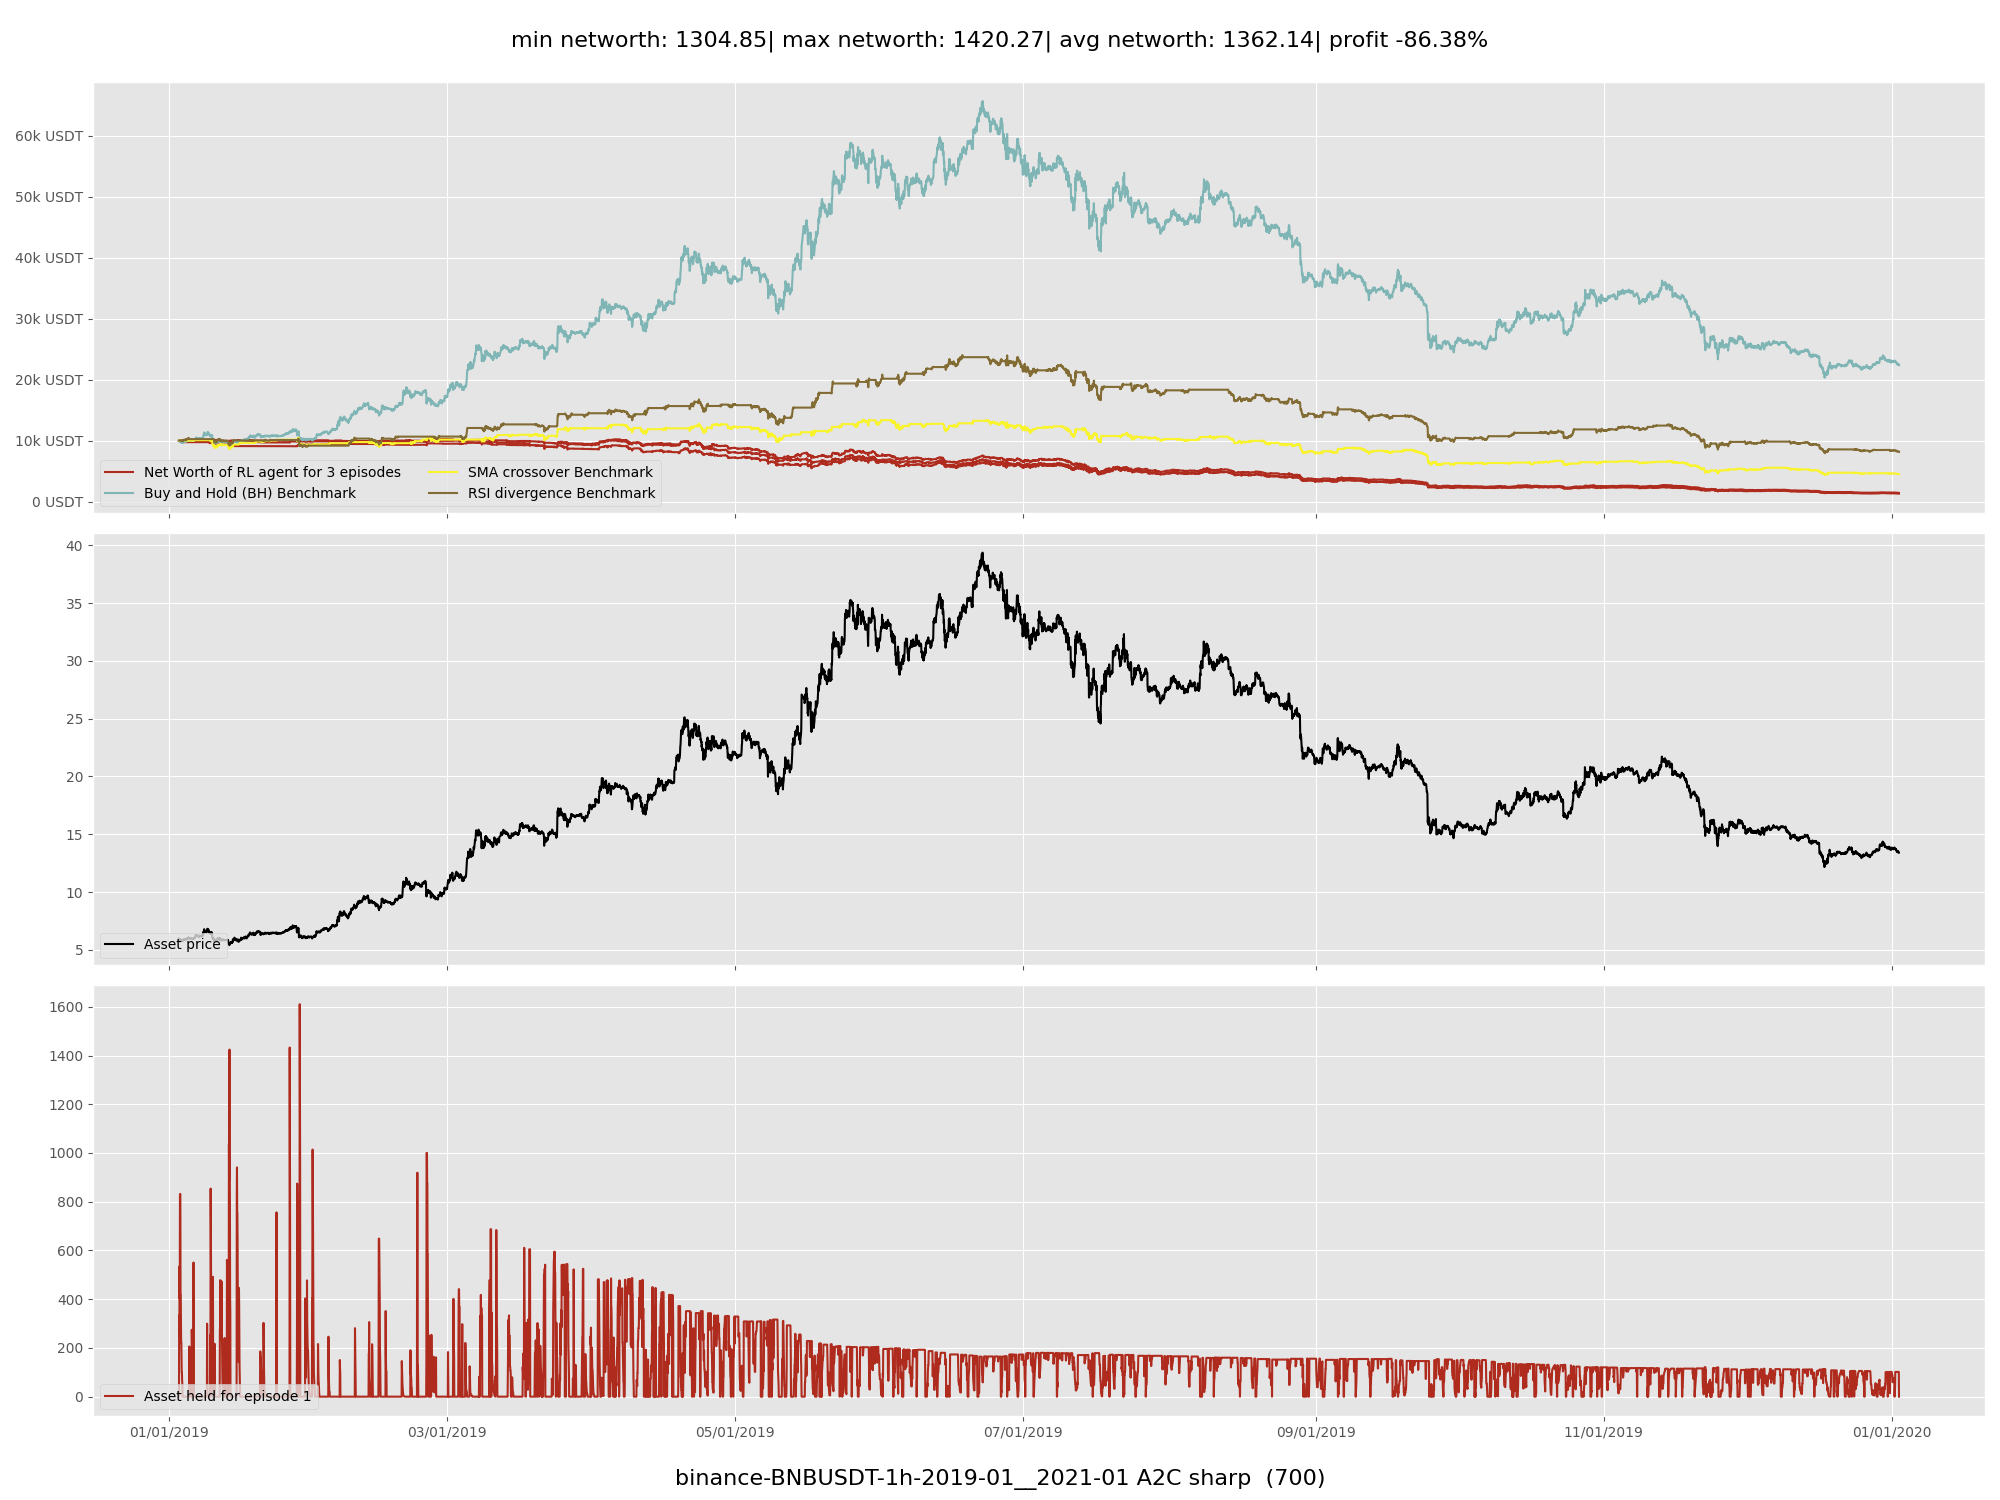 min networth: 1304.85| max networth: 1420.27| avg networth: 1362.14| profit -86.38%
60k USDT
50k USDT
40k USDT
30k USDT
20k USDT
10k USDT
0 USDT
Net Worth of RL agent for 3 episodes
Buy and Hold (BH) Benchmark
SMA crossover Benchmark
RSI divergence Benchmark
40
35
30
25
20
15
10
5
Asset price
1600
1400
1200
1000
800
600
400
200
0
Asset held for episode 1
01/01/2019
03/01/2019
05/01/2019
07/01/2019
09/01/2019
11/01/2019
01/01/2020
binance-BNBUSDT-1h-2019-01__2021-01 A2C sharp  (700)